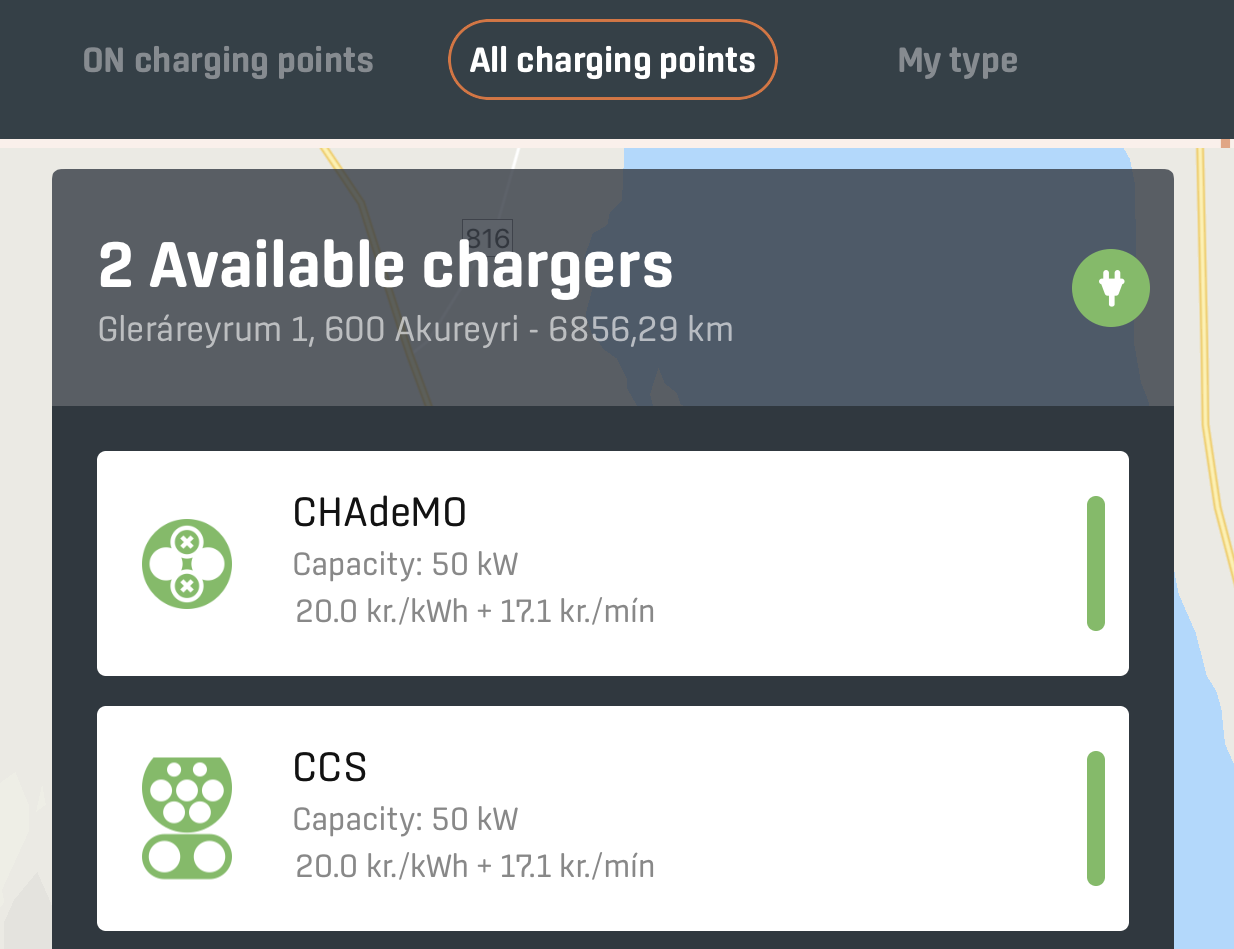 ON charging points
All charging points
My type
816
2 Available chargers
Gleráreyrum 1, 600 Akureyri - 6856,29 km
CHAdeMO
Capacity: 50 kW
20.0 kr./kWh + 17.1 kr./mín
CCS
Capacity: 50 kW
20.0 kr./kWh + 17.1 kr./mín